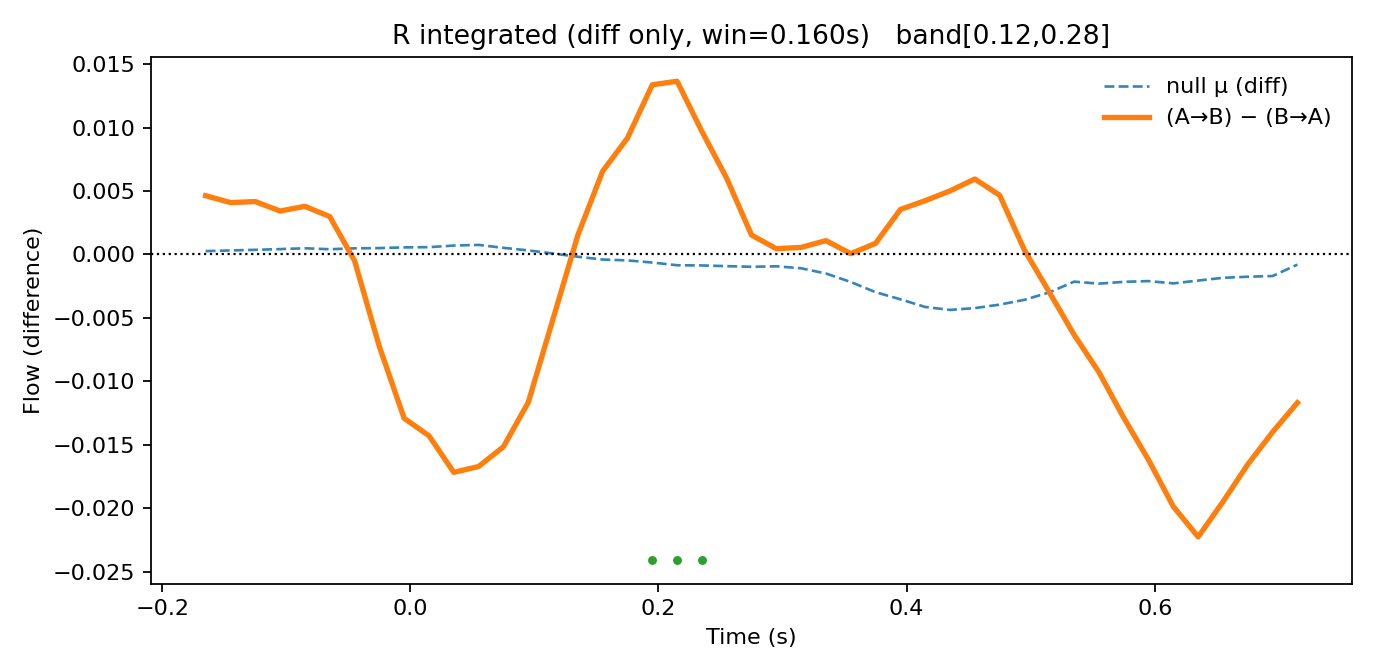 R integrated (diff only, win=0.160s)   band[0.12,0.28]
null μ (diff)
(A→B) − (B→A)
Flow (difference)
0.015
0.010
0.005
0.000
−0.005
−0.010
−0.015
−0.020
−0.025
−0.2 0.0 0.2 0.4 0.6
Time (s)